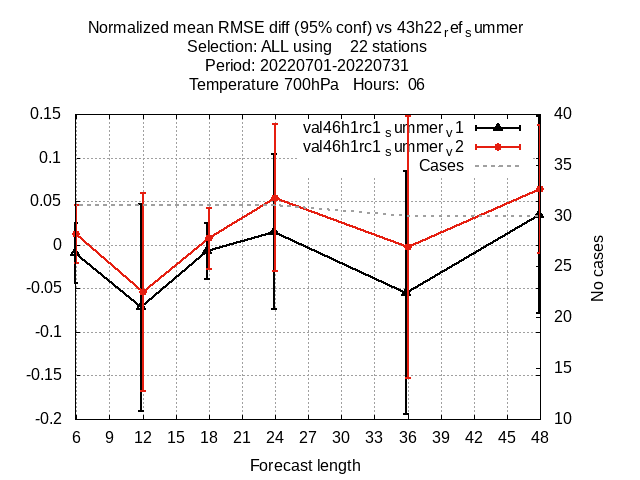 Normalized mean RMSE diff (95% conf) vs 43h22ref_summer
Selection: ALL using 22 stations
Period: 20220701-20220731
Temperature 700hPa Hours: 06
val46h1rc1summerv1
val46h1rc1summerv2
Cases
0.15
0.1
0.05
0
-0.05
-0.1
-0.15
-0.2
40
35
30
25
20
15
10
No cases
6 9 12 15 18 21 24 27 30 33 36 39 42 45 48
Forecast length